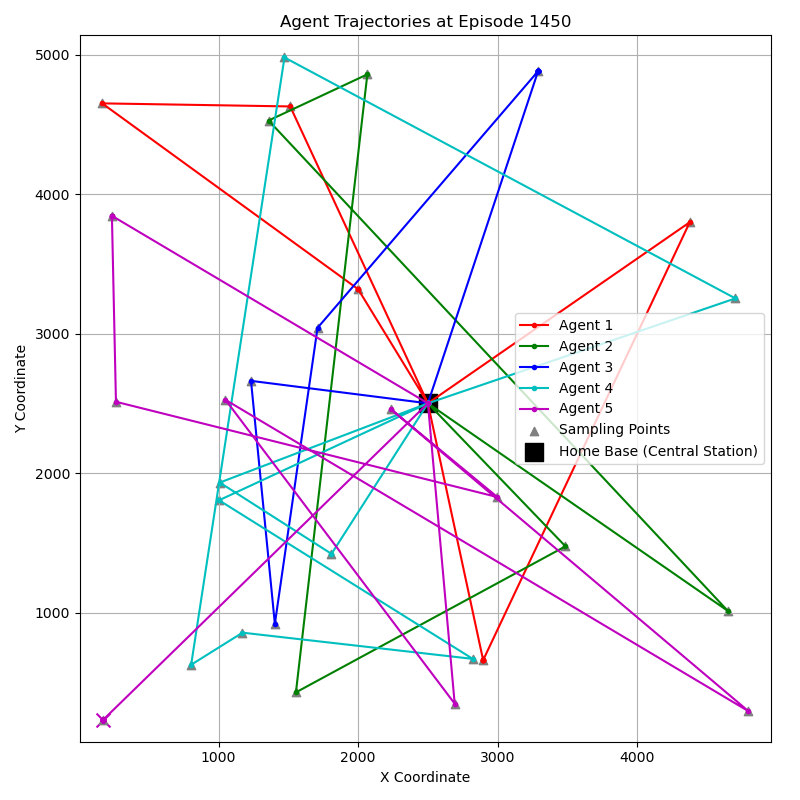 Agent Trajectories at Episode 1450
Y Coordinate
5000
4000
3000
2000
1000
Agent 1
Agent 2
Agent 3
Agent 4
Agent 5
Sampling Points
Home Base (Central Station)
1000 2000 3000 4000
X Coordinate